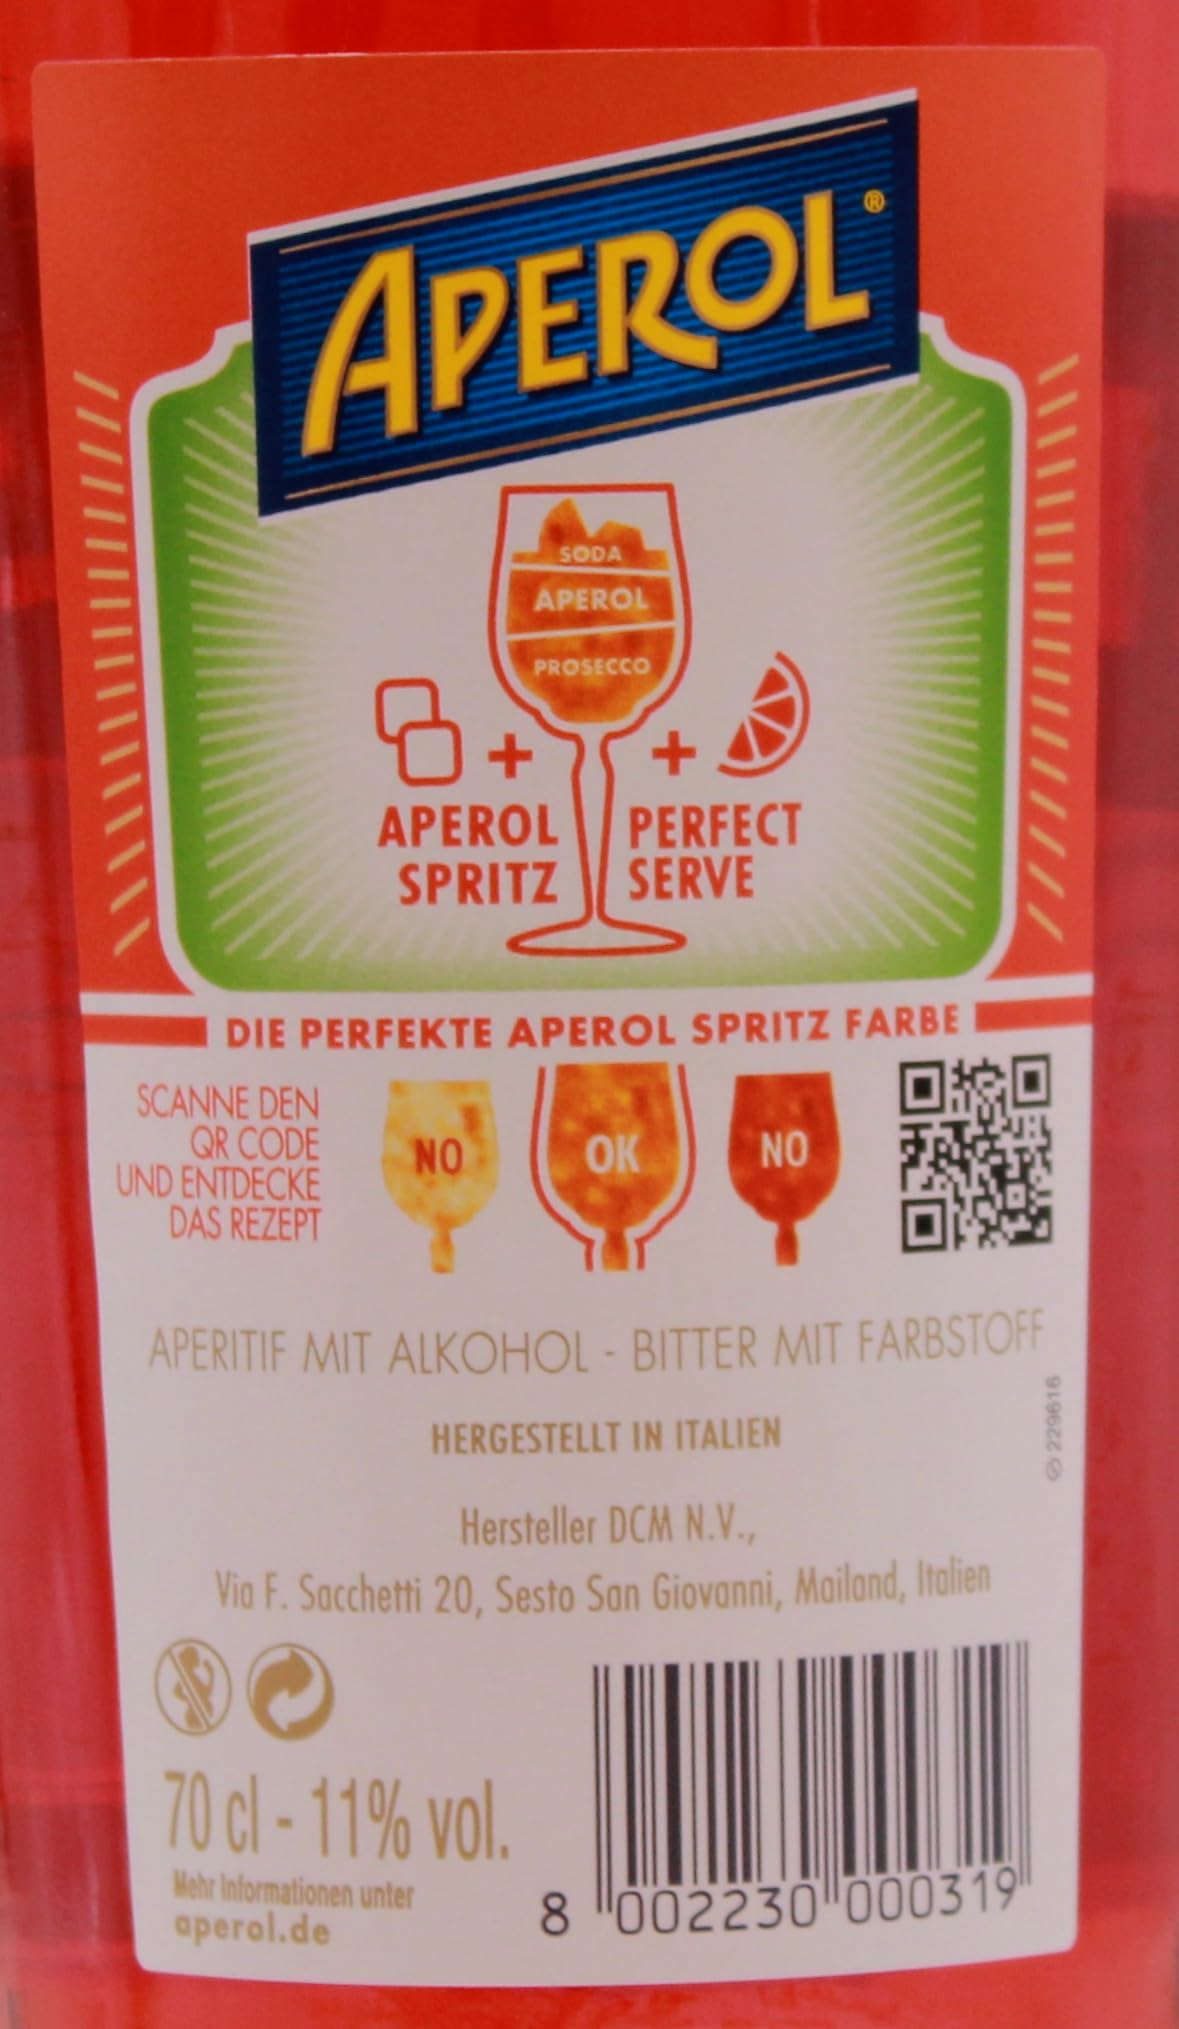 APEROL®
SODA
APEROL
PROSECCO
+ +
APEROL
SPRITZ
PERFECT
SERVE
DIE PERFEKTE APEROL SPRITZ FARBE
SCANNE DEN
QR CODE
UND ENTDECKE
DAS REZEPT
NO
OK
NO
APERITIF MIT ALKOHOL - BITTER MIT FARBSTOFF
229616
HERGESTELLT IN ITALIEN
Hersteller DCM N.V.,
Via F. Sacchetti 20, Sesto San Giovanni, Mailand, Italien
70 cl - 11% vol.
Mehr Informationen unter
aperol.de
8 002230 000319